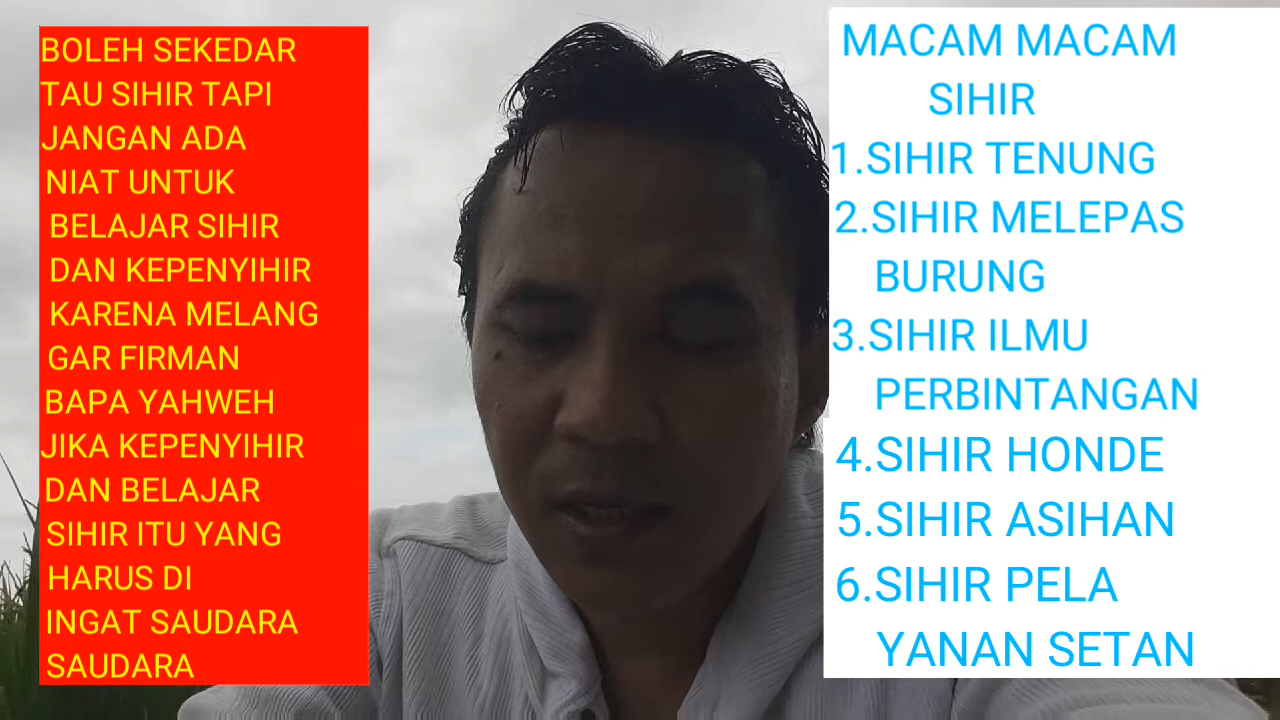 BOLEH SEKEDAR
TAU SIHIR TAPI
JANGAN ADA
NIAT UNTUK
BELAJAR SIHIR
DAN KEPENYIHIR
KARENA MELANG
GAR FIRMAN
BAPA YAHWEH
JIKA KEPENYIHIR
DAN BELAJAR
SIHIR ITU YANG
HARUS DI
INGAT SAUDARA
SAUDARA
MACAM MACAM
SIHIR
1.SIHIR TENUNG
2.SIHIR MELEPAS
BURUNG
3.SIHIR ILMU
PERBINTANGAN
4.SIHIR HONDE
5.SIHIR ASIHAN
6.SIHIR PELA
YANAN SETAN